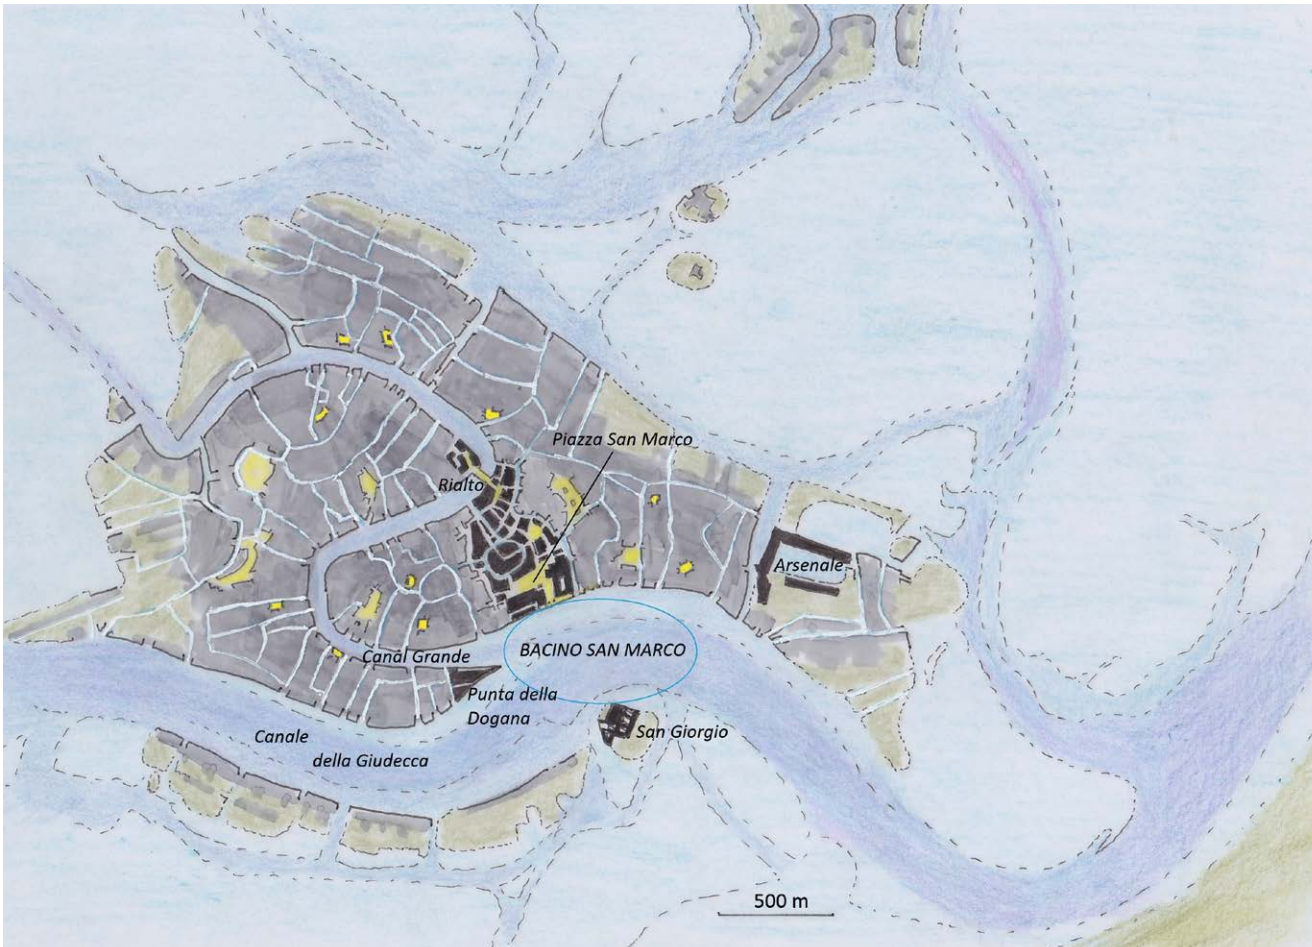 Piazza San Marco
Rialto
Arsenale
Canal Grande
BACINO SAN MARCO
Punta della
Dogana
San Giorgio
Canale
della Giudecca
500 m